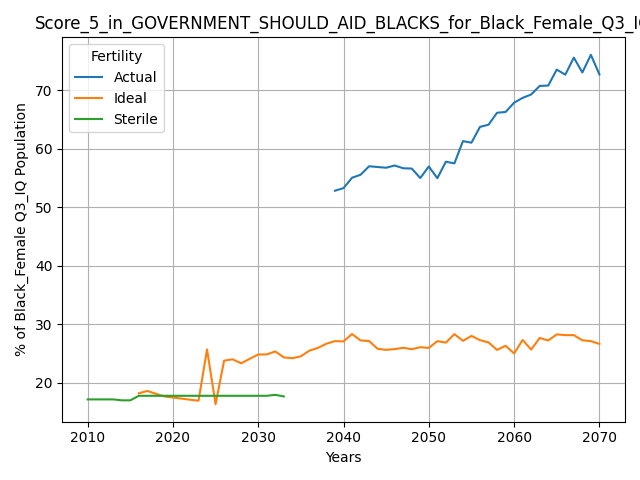 Score_5_in_GOVERNMENT_SHOULD_AID_BLACKS_for_Black_Female_Q3_IQ
Fertility
Actual
Ideal
Sterile
% of Black_Female Q3_IQ Population
70
60
50
40
30
20
2010 2020 2030 2040 2050 2060 2070
Years